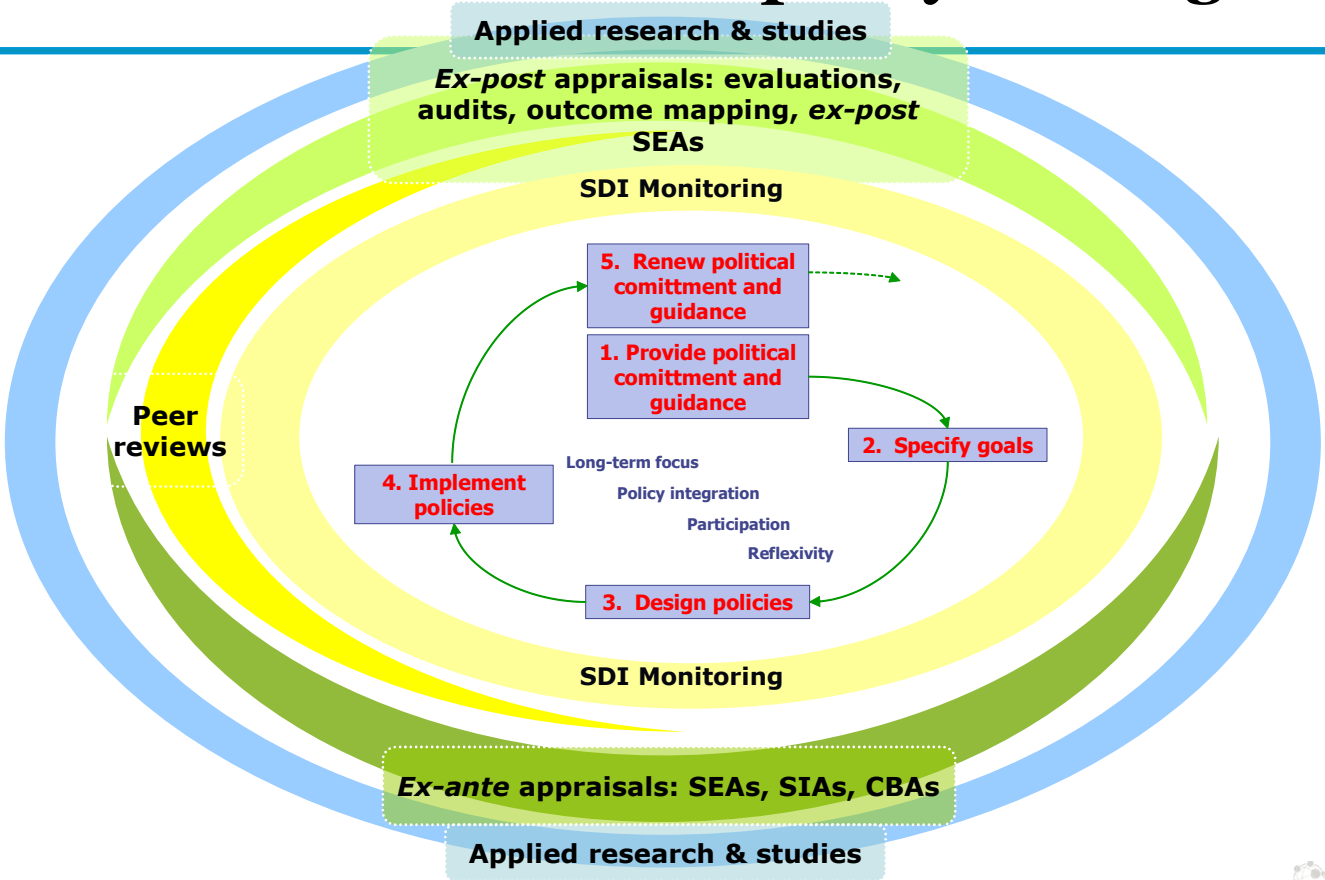 Applied research & studies
Ex-post appraisals: evaluations,
audits, outcome mapping, ex-post
SEAs
SDI Monitoring
5. Renew political
comittment and
guidance
1. Provide political
comittment and
guidance
Peer
reviews
2. Specify goals
Long-term focus
4. Implement
policies
Policy integration
Participation
Reflexivity
3. Design policies
SDI Monitoring
Ex-ante appraisals: SEAs, SIAs, CBAs
Applied research & studies